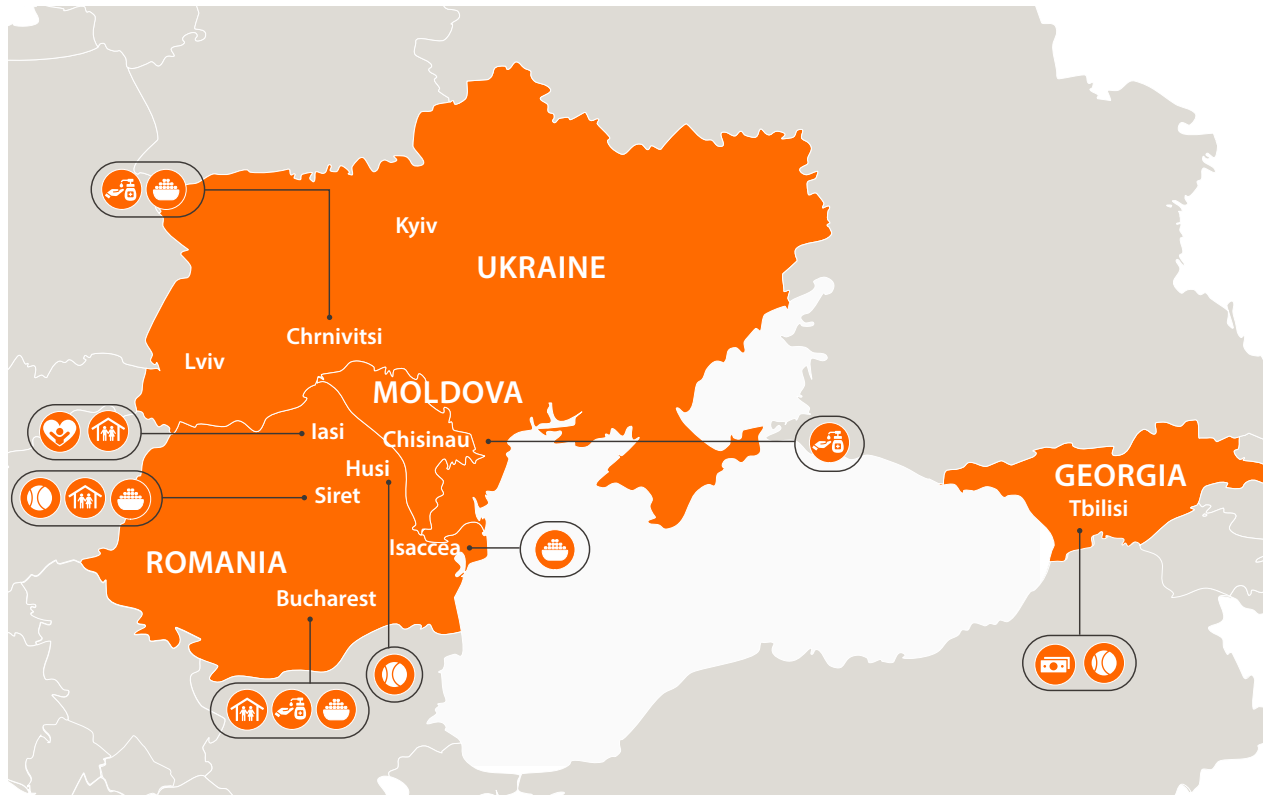 Kyiv
UKRAINE
Chrnivitsi
Lviv
MOLDOVA
Iasi
Chisinau
Husi
Siret
GEORGIA
Tbilisi
Isaccea
ROMANIA
Bucharest